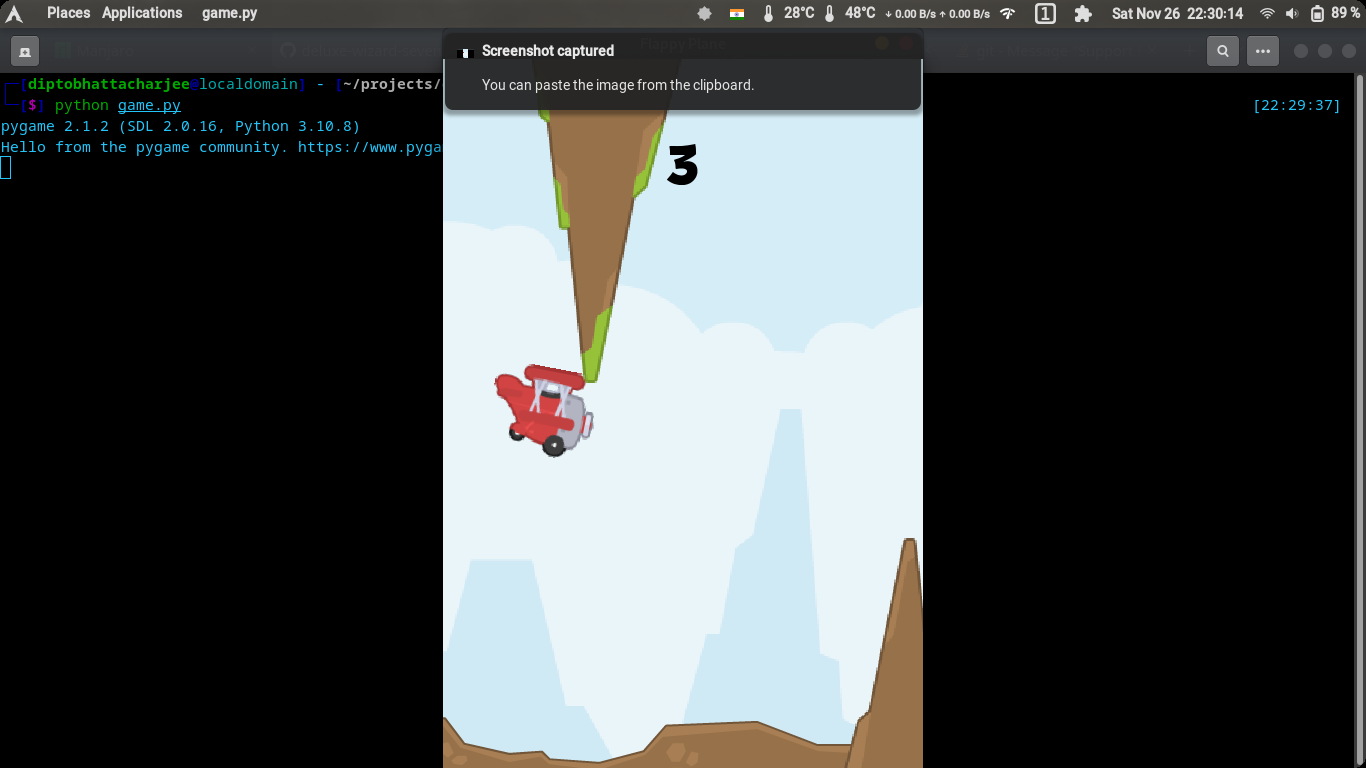 Places Applications game.py 28°C 48°C ↓ 0.00 B/s ↑ 0.00 B/s 1 Sat Nov 26 22:30:14 89 %
Screenshot captured
You can paste the image from the clipboard.
[diptobhattacharjee@localdomain] - [~/projects/
[$] python game.py [22:29:37]
pygame 2.1.2 (SDL 2.0.16, Python 3.10.8)
Hello from the pygame community. https://www.pyga
3